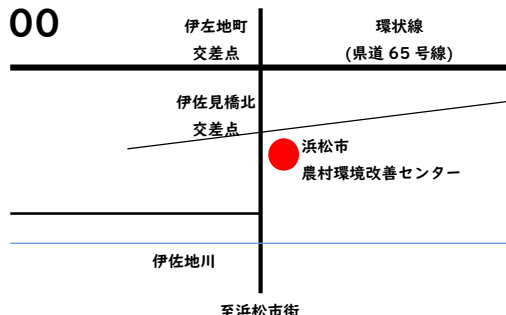 00
伊左地町
交差点
環状線
(県道 65 号線)
伊佐見橋北
交差点
浜松市
農村環境改善センター
伊佐地川
至浜松市街